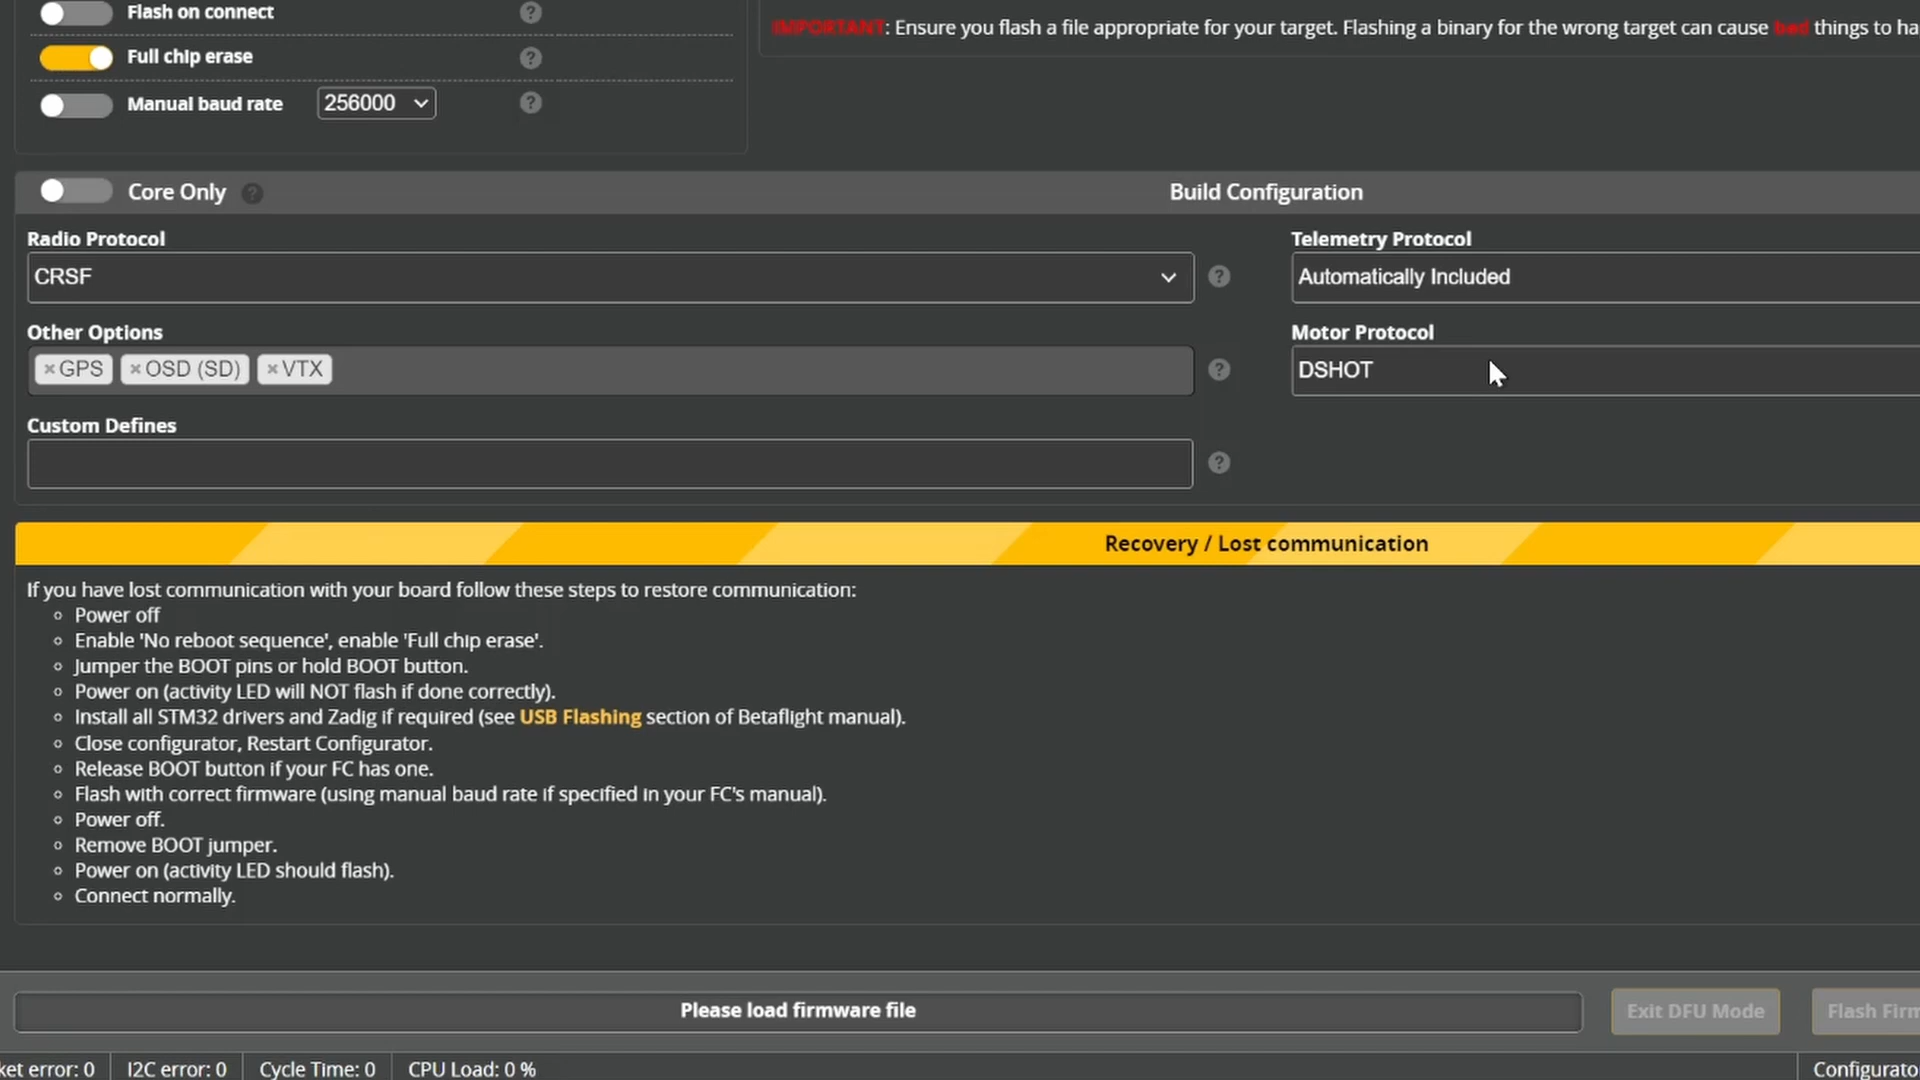 Flash on connect
IMPORTANT: Ensure you flash a file appropriate for your target. Flashing a binary for the wrong target can cause bad things to ha
Full chip erase
Manual baud rate 256000
Core Only
Build Configuration
Radio Protocol
Telemetry Protocol
CRSF
Automatically Included
Other Options
Motor Protocol
×GPS ×OSD (SD) ×VTX
DSHOT
Custom Defines
Recovery / Lost communication
If you have lost communication with your board follow these steps to restore communication:
Power off
Enable 'No reboot sequence', enable 'Full chip erase'.
Jumper the BOOT pins or hold BOOT button.
Power on (activity LED will NOT flash if done correctly).
Install all STM32 drivers and Zadig if required (see USB Flashing section of Betaflight manual).
Close configurator, Restart Configurator.
Release BOOT button if your FC has one.
Flash with correct firmware (using manual baud rate if specified in your FC's manual).
Power off.
Remove BOOT jumper.
Power on (activity LED should flash).
Connect normally.
Please load firmware file
Exit DFU Mode
Flash Firm
ket error: 0
I2C error: 0
Cycle Time: 0
CPU Load: 0 %
Configurato